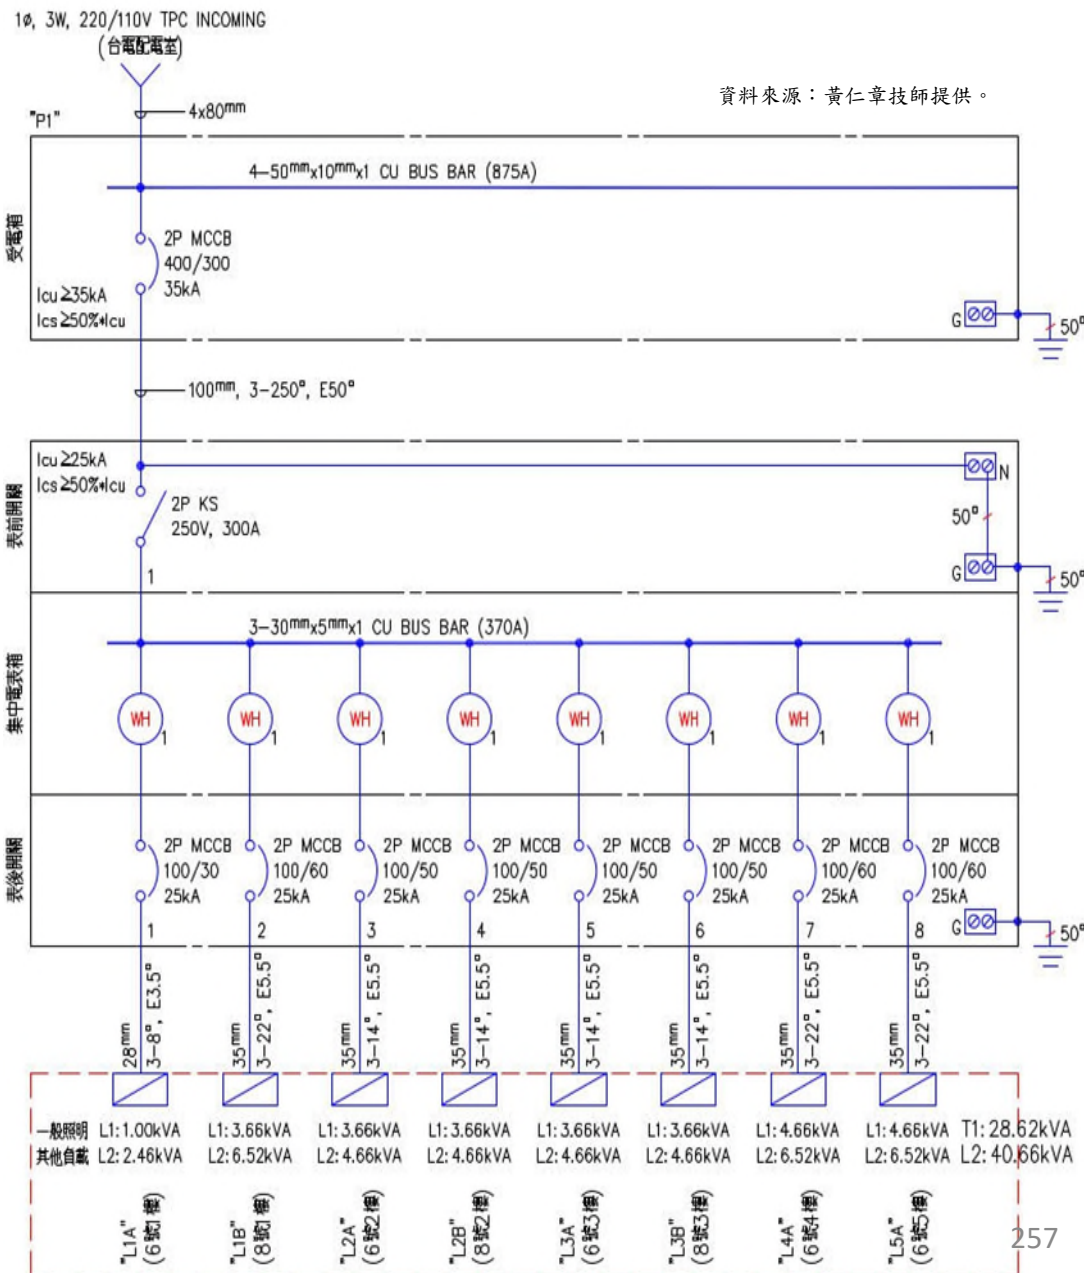 1ø, 3W, 220/110V TPC INCOMING
(台電配電室)
資料來源：黃仁章技師提供。
4x80mm
"P1"
4–50mmx10mmx1 CU BUS BAR (875A)
受電箱
2P MCCB
400/300
35kA
Icu≥35kA
Ics≥50%*Icu
G
50°
100mm, 3-250°, E50°
表前開關
Icu≥25kA
Ics≥50%*Icu
N
2P KS
250V, 300A
50°
G
50°
1
集中電表箱
3–30mmx5mmx1 CU BUS BAR (370A)
WH 1 WH 1 WH 1 WH 1 WH 1 WH 1 WH 1 WH 1
表後開關
2P MCCB 2P MCCB 2P MCCB 2P MCCB 2P MCCB 2P MCCB 2P MCCB 2P MCCB
100/30 100/60 100/50 100/50 100/50 100/50 100/60 100/60
25kA 25kA 25kA 25kA 25kA 25kA 25kA 25kA
1 2 3 4 5 6 7 8 G
50°
28mm
3-8°, E3.5°
35mm
3-22°, E5.5°
35mm
3-14°, E5.5°
35mm
3-14°, E5.5°
35mm
3-14°, E5.5°
35mm
3-14°, E5.5°
35mm
3-22°, E5.5°
35mm
3-22°, E5.5°
一般照明 L1:1.00kVA L1:3.66kVA L1:3.66kVA L1:3.66kVA L1:3.66kVA L1:3.66kVA L1:4.66kVA L1:4.66kVA T1:28.62kVA
其他負載 L2:2.46kVA L2:6.52kVA L2:4.66kVA L2:4.66kVA L2:4.66kVA L2:4.66kVA L2:6.52kVA L2:6.52kVA L2:40.66kVA
"L1A"
(6號1樓)
"L1B"
(8號1樓)
"L2A"
(6號2樓)
"L2B"
(8號2樓)
"L3A"
(6號3樓)
"L3B"
(8號3樓)
"L4A"
(6號4樓)
"L5A"
(6號5樓)
257